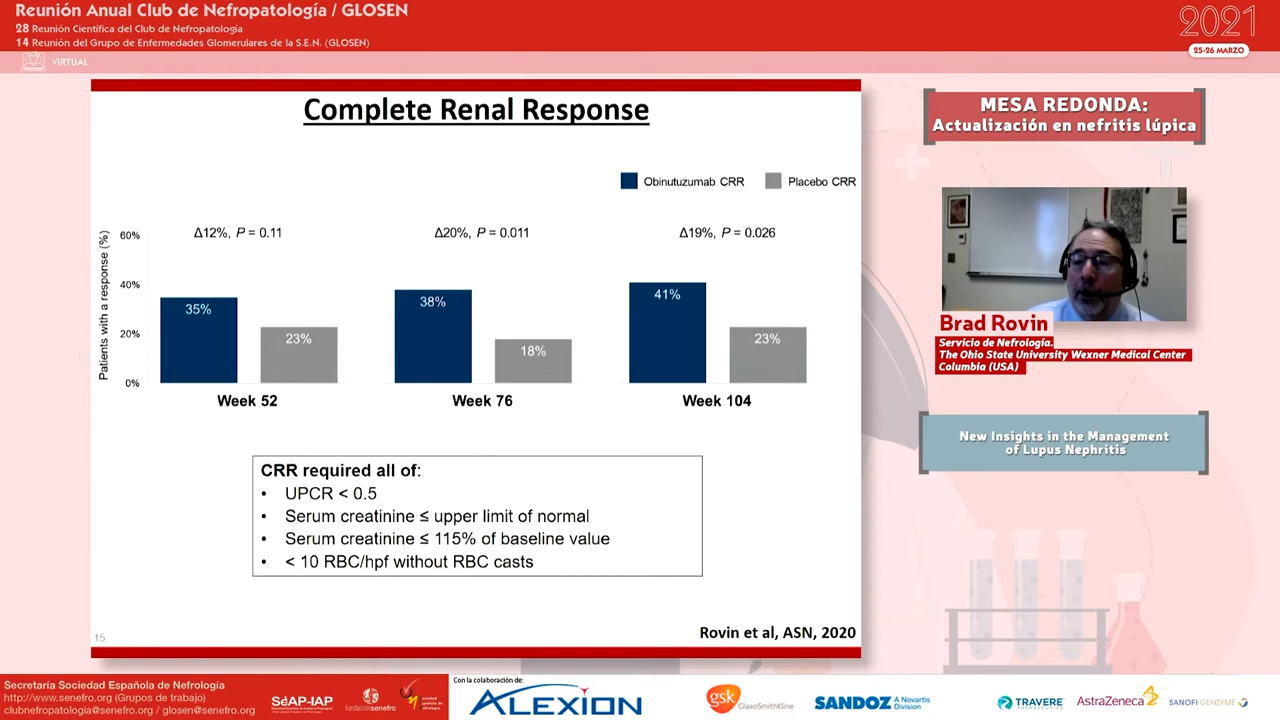 Reunión Anual Club de Nefropatología / GLOSEN
28 Reunión Científica del Club de Nefropatología
14 Reunión del Grupo de Enfermedades Glomerulares de la S.E.N. (GLOSEN)
VIRTUAL
2021
25-26 MARZO
Complete Renal Response
Obinutuzumab CRR
Placebo CRR
Δ12%, P = 0.11
Δ20%, P = 0.011
Δ19%, P = 0.026
Patients with a response (%)
60%
40%
20%
0%
35%
23%
38%
18%
41%
23%
Week 52
Week 76
Week 104
CRR required all of:
• UPCR < 0.5
• Serum creatinine ≤ upper limit of normal
• Serum creatinine ≤ 115% of baseline value
• < 10 RBC/hpf without RBC casts
15
Rovin et al, ASN, 2020
MESA REDONDA:
Actualización en nefritis lúpica
Brad Rovin
Servicio de Nefrología.
The Ohio State University Wexner Medical Center
Columbia (USA)
New Insights in the Management
of Lupus Nephritis
Secretaría Sociedad Española de Nefrología
http://www.senefro.org (Grupos de trabajo)
clubnefropatologia@senefro.org / glosen@senefro.org
SEAP-IAP
fundaciónsenefro
Con la colaboración de:
ALEXION
gsk
GlaxoSmithKline
SANDOZ
A Novartis
Division
TRAVERE
THERAPEUTICS
AstraZeneca
SANOFI GENZYME